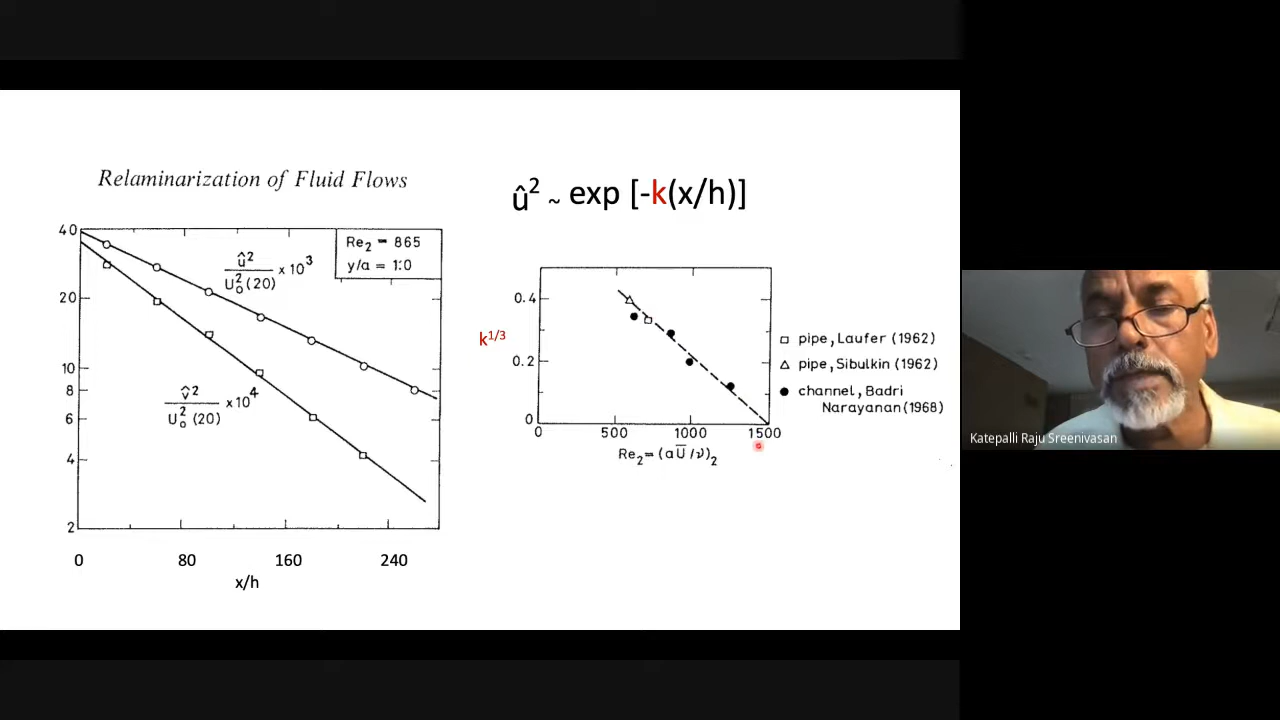 Relaminarization of Fluid Flows
û² ~ exp [-k(x/h)]
40
20
10
8
6
4
2
Re₂ = 865
y/a = 1·0
û²
U₀²(20)
× 10³
v̂²
U₀²(20)
×10⁴
0 80 160 240
x/h
k^1/3
0.4
0.2
0
0 500 1000 1500
Re₂=(aU̅/ν)₂
pipe, Laufer (1962)
pipe, Sibulkin (1962)
channel, Badri
Narayanan (1968)
Katepalli Raju Sreenivasan